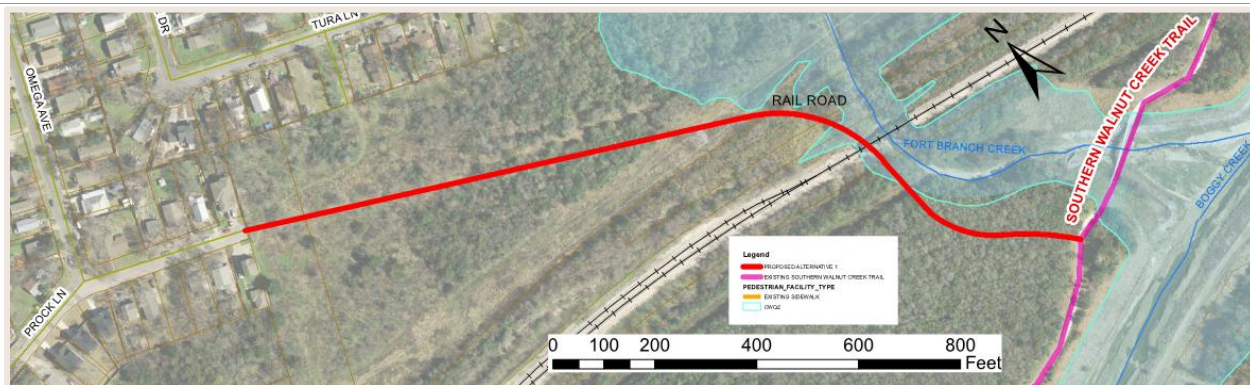 TURA LN
DR
OMEGA AVE
N
RAIL ROAD
SOUTHERN WALNUT CREEK TRAIL
FORT BRANCH CREEK
BOGGY CREEK
PROCK LN
Legend
PROPOSED ALTERNATIVE 1
EXISTING SOUTHERN WALNUT CREEK TRAIL
PEDESTRIAN_FACILITY_TYPE
EXISTING SIDEWALK
CWQZ
0 100 200 400 600 800
Feet